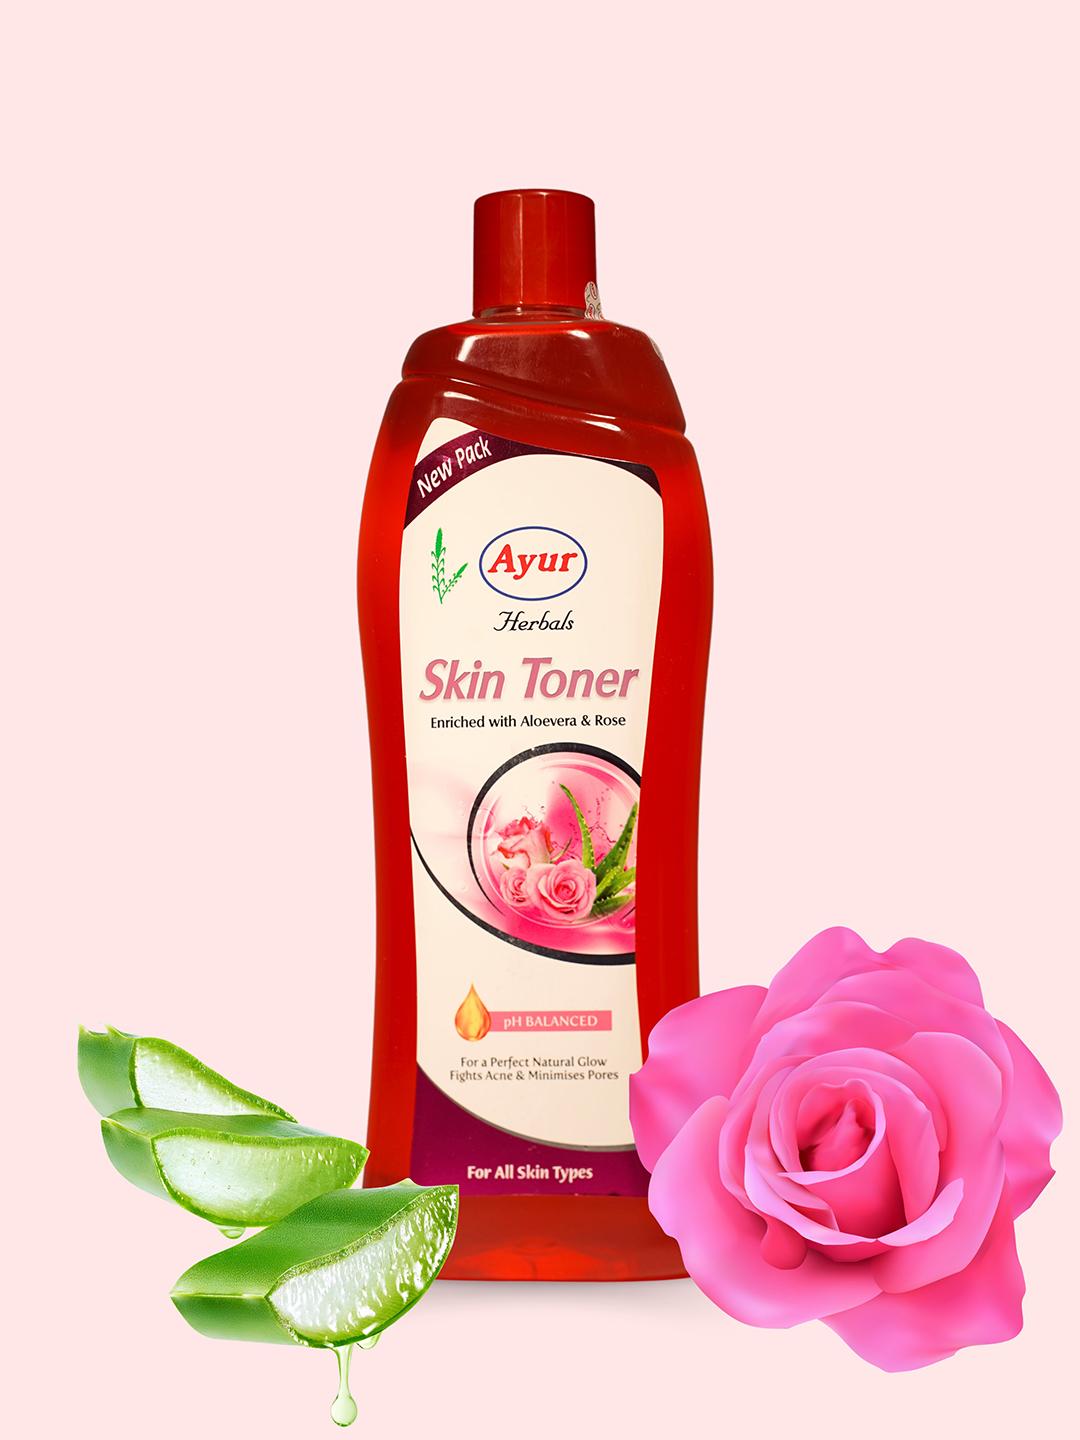 New Pack
Ayur
Herbals
Skin Toner
Enriched with Aloevera & Rose
pH BALANCED
For a Perfect Natural Glow
Fights Acne & Minimises Pores
For All Skin Types